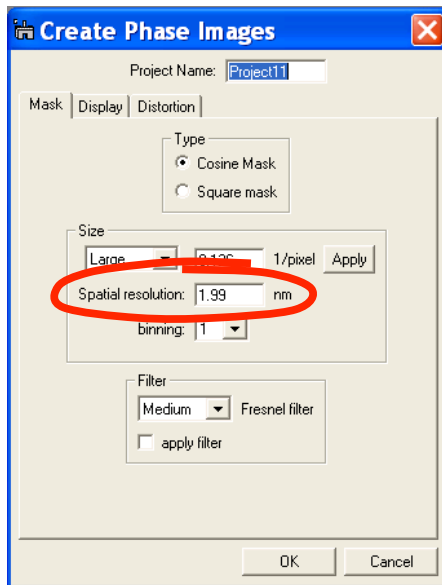 Create Phase Images
Project Name: Project11
Mask Display Distortion
Type
Cosine Mask
Square mask
Size
Large 1/pixel Apply
Spatial resolution: 1.99 nm
binning: 1
Filter
Medium Fresnel filter
apply filter
OK Cancel